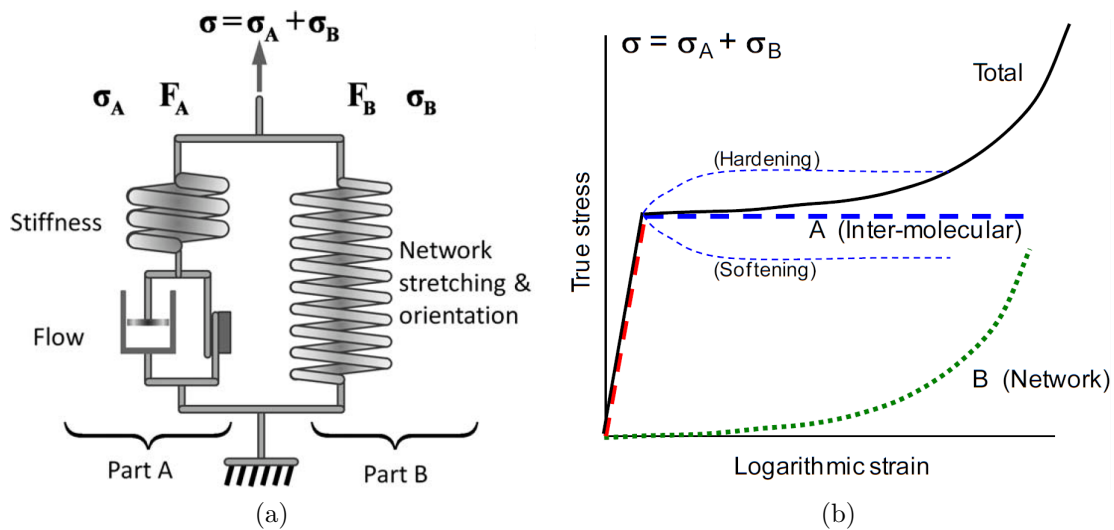 σ = σA + σB
σA FA FB σB
Stiffness
Flow
Network
stretching &
orientation
Part A
Part B
(a)
σ = σA + σB
Total
(Hardening)
A (Inter-molecular)
(Softening)
B (Network)
True stress
Logarithmic strain
(b)